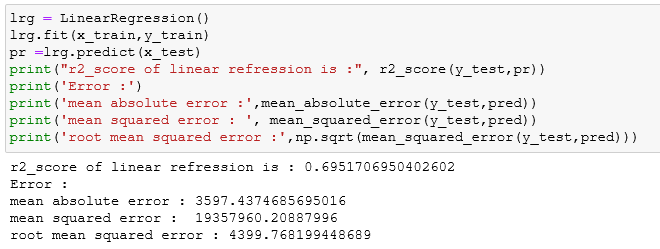 lrg = LinearRegression()
lrg.fit(x_train,y_train)
pr =lrg.predict(x_test)
print("r2_score of linear refression is :", r2_score(y_test,pr))
print('Error :')
print('mean absolute error :',mean_absolute_error(y_test,pred))
print('mean squared error : ', mean_squared_error(y_test,pred))
print('root mean squared error :',np.sqrt(mean_squared_error(y_test,pred)))
r2_score of linear refression is : 0.6951706950402602
Error :
mean absolute error : 3597.4374685695016
mean squared error :  19357960.20887996
root mean squared error : 4399.768199448689